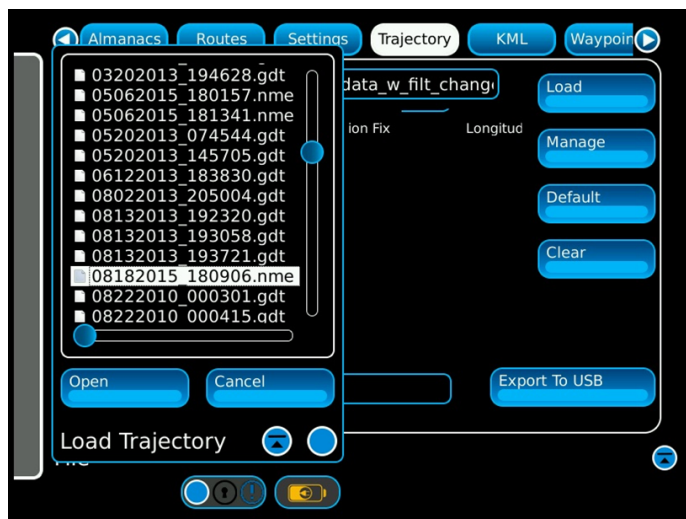 Almanacs Routes Settings Trajectory KML Waypoin
03202013_194628.gdt
05062015_180157.nme
05062015_181341.nme
05202013_074544.gdt
05202013_145705.gdt
06122013_183830.gdt
08022013_205004.gdt
08132013_192320.gdt
08132013_193058.gdt
08132013_193721.gdt
08182015_180906.nme
08222010_000301.gdt
08222010_000415.gdt
Open Cancel
Load Trajectory
data_w_filt_chang
ion Fix Longitud
Load
Manage
Default
Clear
Export To USB